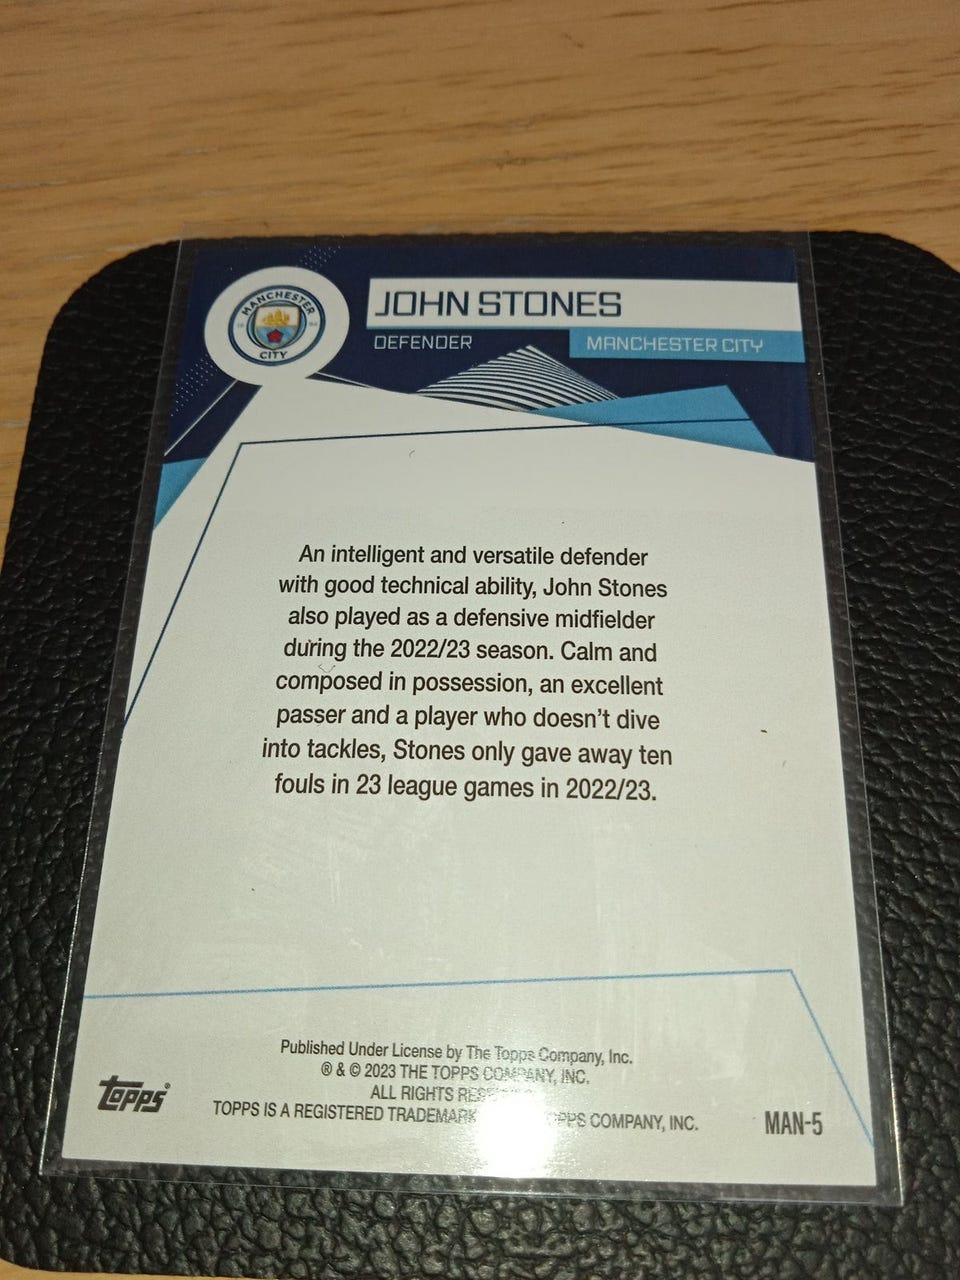 MANCHESTER
CITY
JOHN STONES
DEFENDER
MANCHESTER CITY
An intelligent and versatile defender
with good technical ability, John Stones
also played as a defensive midfielder
during the 2022/23 season. Calm and
composed in possession, an excellent
passer and a player who doesn't dive
into tackles, Stones only gave away ten
fouls in 23 league games in 2022/23.
Published Under License by The Topps Company, Inc.
® & © 2023 THE TOPPS COMPANY, INC.
ALL RIGHTS
TOPPS IS A REGISTERED TRADEMARK TOPPS COMPANY, INC.
topps®
MAN-5